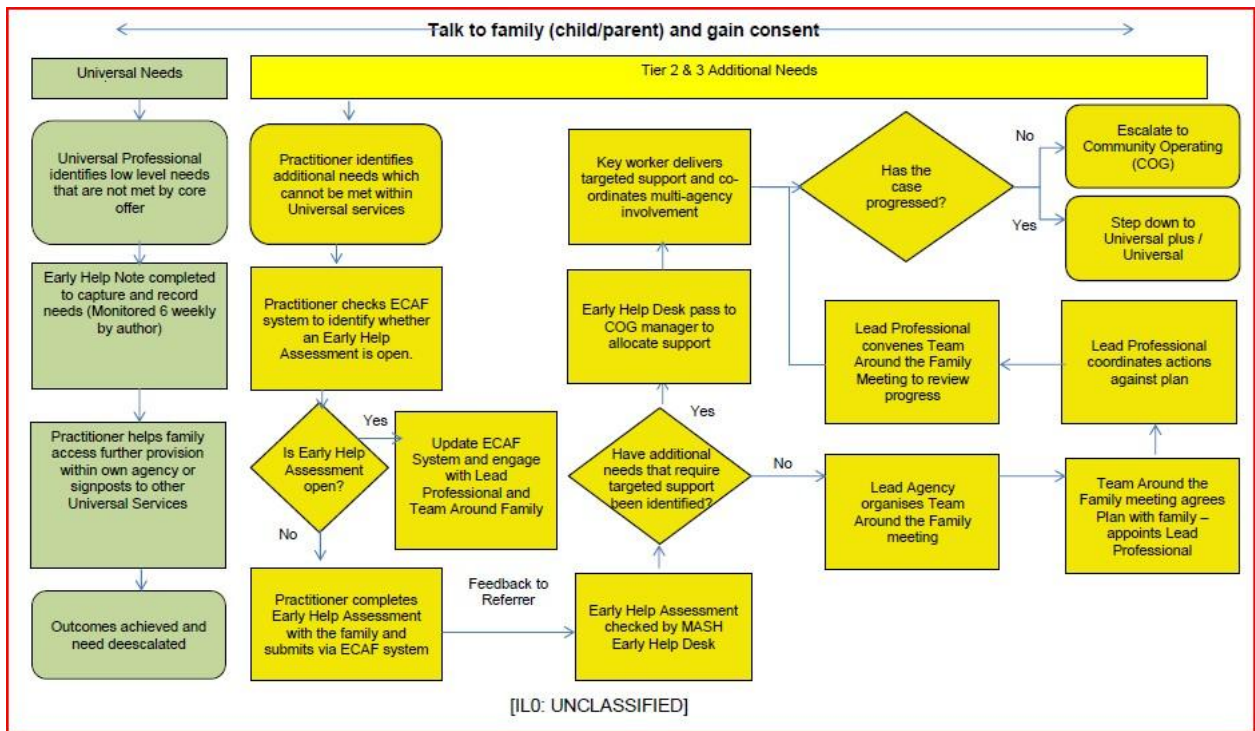 Talk to family (child/parent) and gain consent
Universal Needs
Tier 2 & 3 Additional Needs
Universal Professional
identifies low level needs
that are not met by core
offer
Early Help Note completed
to capture and record
needs (Monitored 6 weekly
by author)
Practitioner helps family
access further provision
within own agency or
signposts to other
Universal Services
Outcomes achieved and
need deescalated
Practitioner identifies
additional needs which
cannot be met within
Universal services
Practitioner checks ECAF
system to identify whether
an Early Help
Assessment is open.
Is Early Help
Assessment
open?
Yes
Update ECAF
System and engage
with Lead
Professional and
Team Around Family
No
Practitioner completes
Early Help Assessment
with the family and
submits via ECAF system
Feedback to
Referrer
Early Help Assessment
checked by MASH
Early Help Desk
Have additional
needs that require
targeted support
been identified?
Yes
Early Help Desk pass to
COG manager to
allocate support
Key worker delivers
targeted support and co-
ordinates multi-agency
involvement
No
Lead Agency
organises Team
Around the Family
meeting
Team Around the
Family meeting agrees
Plan with family –
appoints Lead
Professional
Lead Professional
coordinates actions
against plan
Lead Professional
convenes Team
Around the Family
Meeting to review
progress
Has the
case
progressed?
No
Escalate to
Community Operating
(COG)
Yes
Step down to
Universal plus /
Universal
[IL0: UNCLASSIFIED]